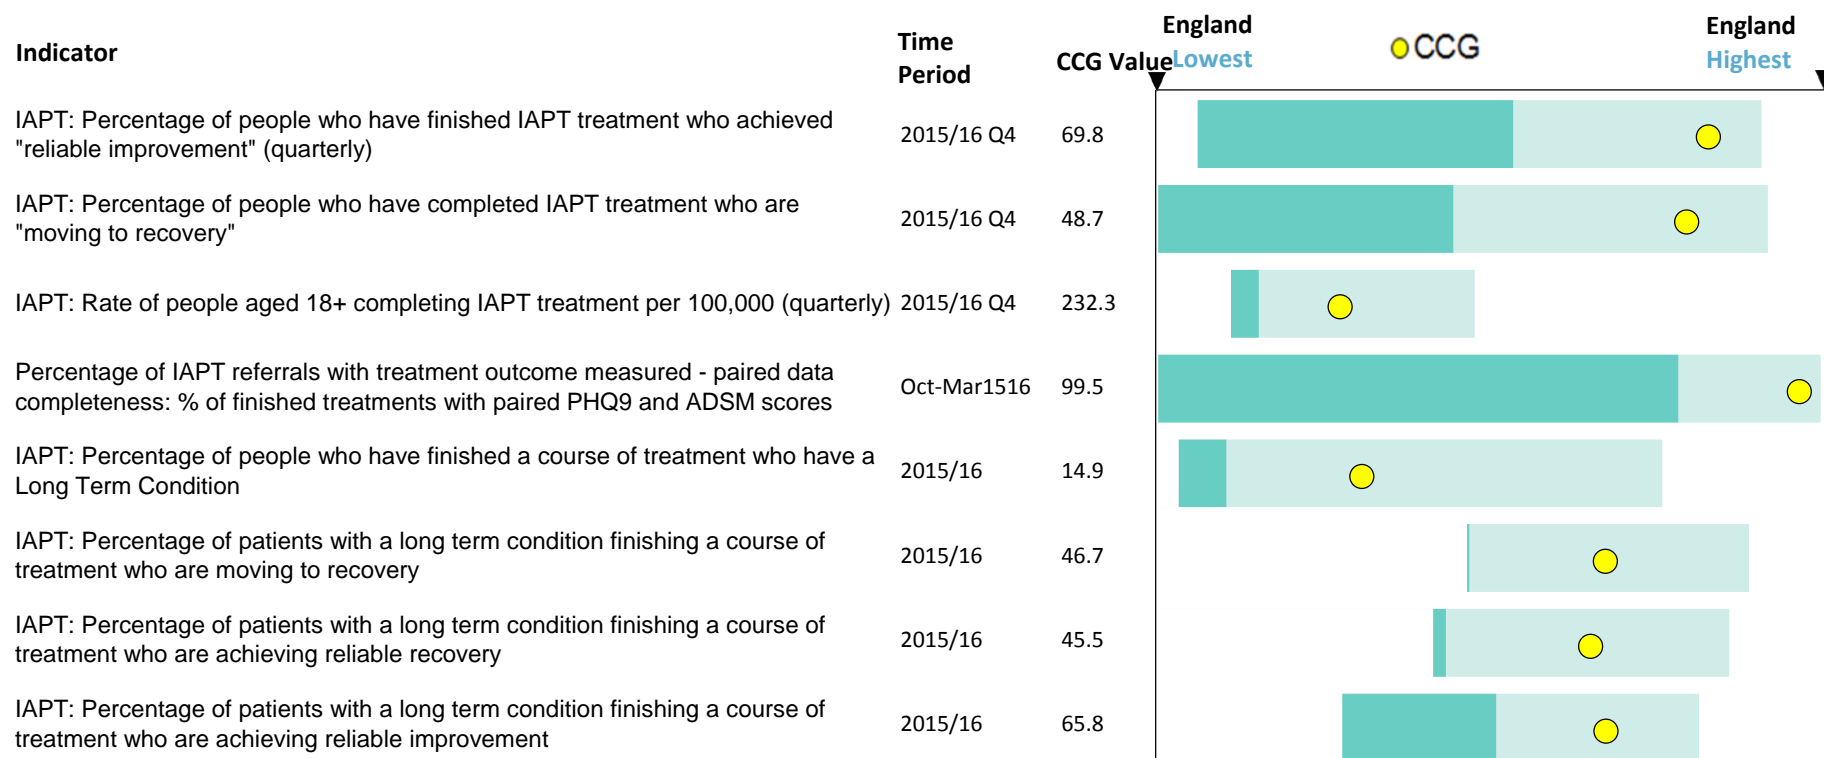 Indicator
Time
Period
CCG Value
England
Lowest
CCG
England
Highest
IAPT: Percentage of people who have finished IAPT treatment who achieved
"reliable improvement" (quarterly)
2015/16 Q4
69.8
IAPT: Percentage of people who have completed IAPT treatment who are
"moving to recovery"
2015/16 Q4
48.7
IAPT: Rate of people aged 18+ completing IAPT treatment per 100,000 (quarterly)
2015/16 Q4
232.3
Percentage of IAPT referrals with treatment outcome measured - paired data
completeness: % of finished treatments with paired PHQ9 and ADSM scores
Oct-Mar1516
99.5
IAPT: Percentage of people who have finished a course of treatment who have a
Long Term Condition
2015/16
14.9
IAPT: Percentage of patients with a long term condition finishing a course of
treatment who are moving to recovery
2015/16
46.7
IAPT: Percentage of patients with a long term condition finishing a course of
treatment who are achieving reliable recovery
2015/16
45.5
IAPT: Percentage of patients with a long term condition finishing a course of
treatment who are achieving reliable improvement
2015/16
65.8